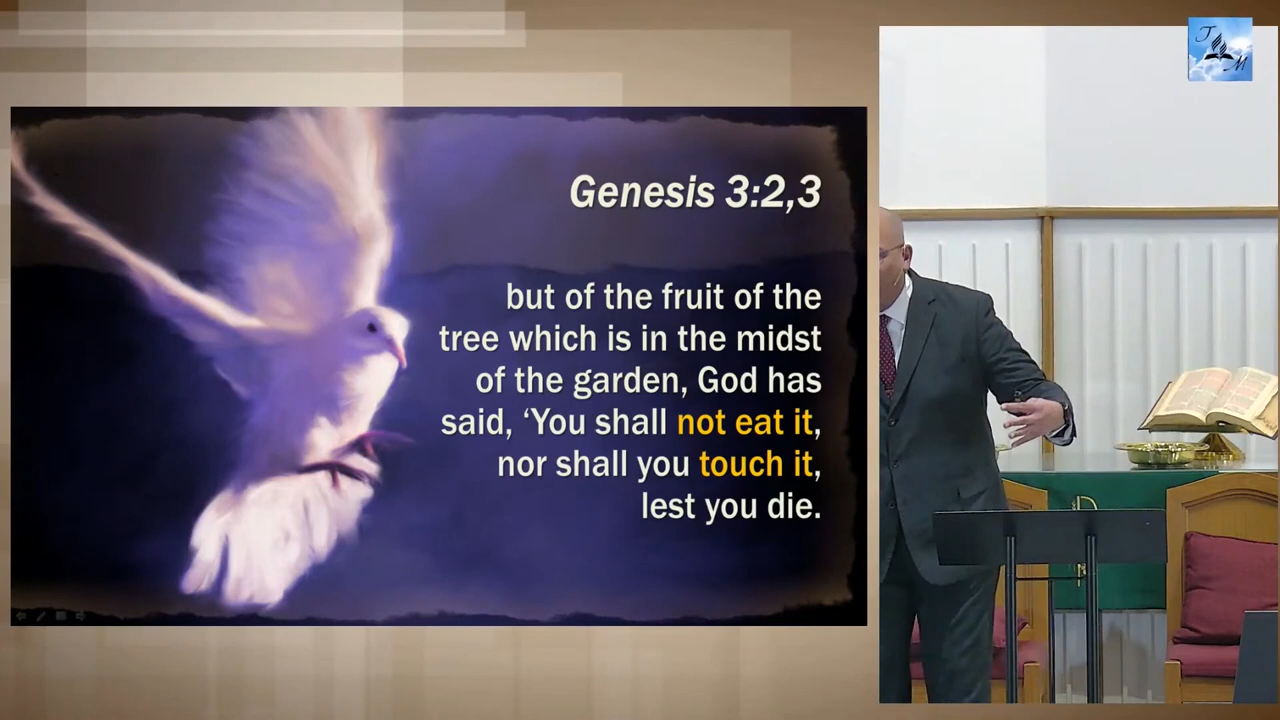 Genesis 3:2,3
but of the fruit of the
tree which is in the midst
of the garden, God has
said, ‘You shall not eat it,
nor shall you touch it,
lest you die.
T
M